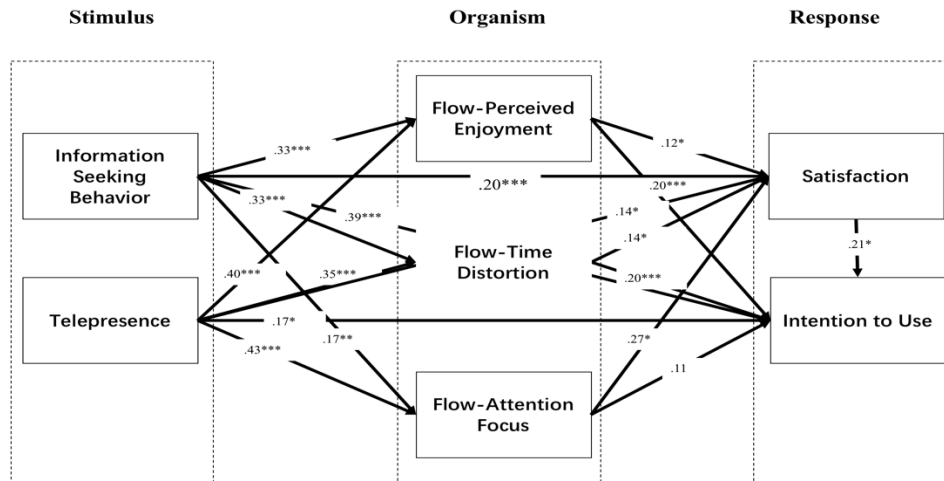 Stimulus
Organism
Response
Flow-Perceived
Enjoyment
Information
Seeking
Behavior
Satisfaction
Flow-Time
Distortion
Telepresence
Intention to Use
Flow-Attention
Focus
.33***
.12*
.20***
.20***
.33***
.39***
.14*
.14*
.21*
.40***
.35***
.20***
.17*
.17**
.43***
.27*
.11